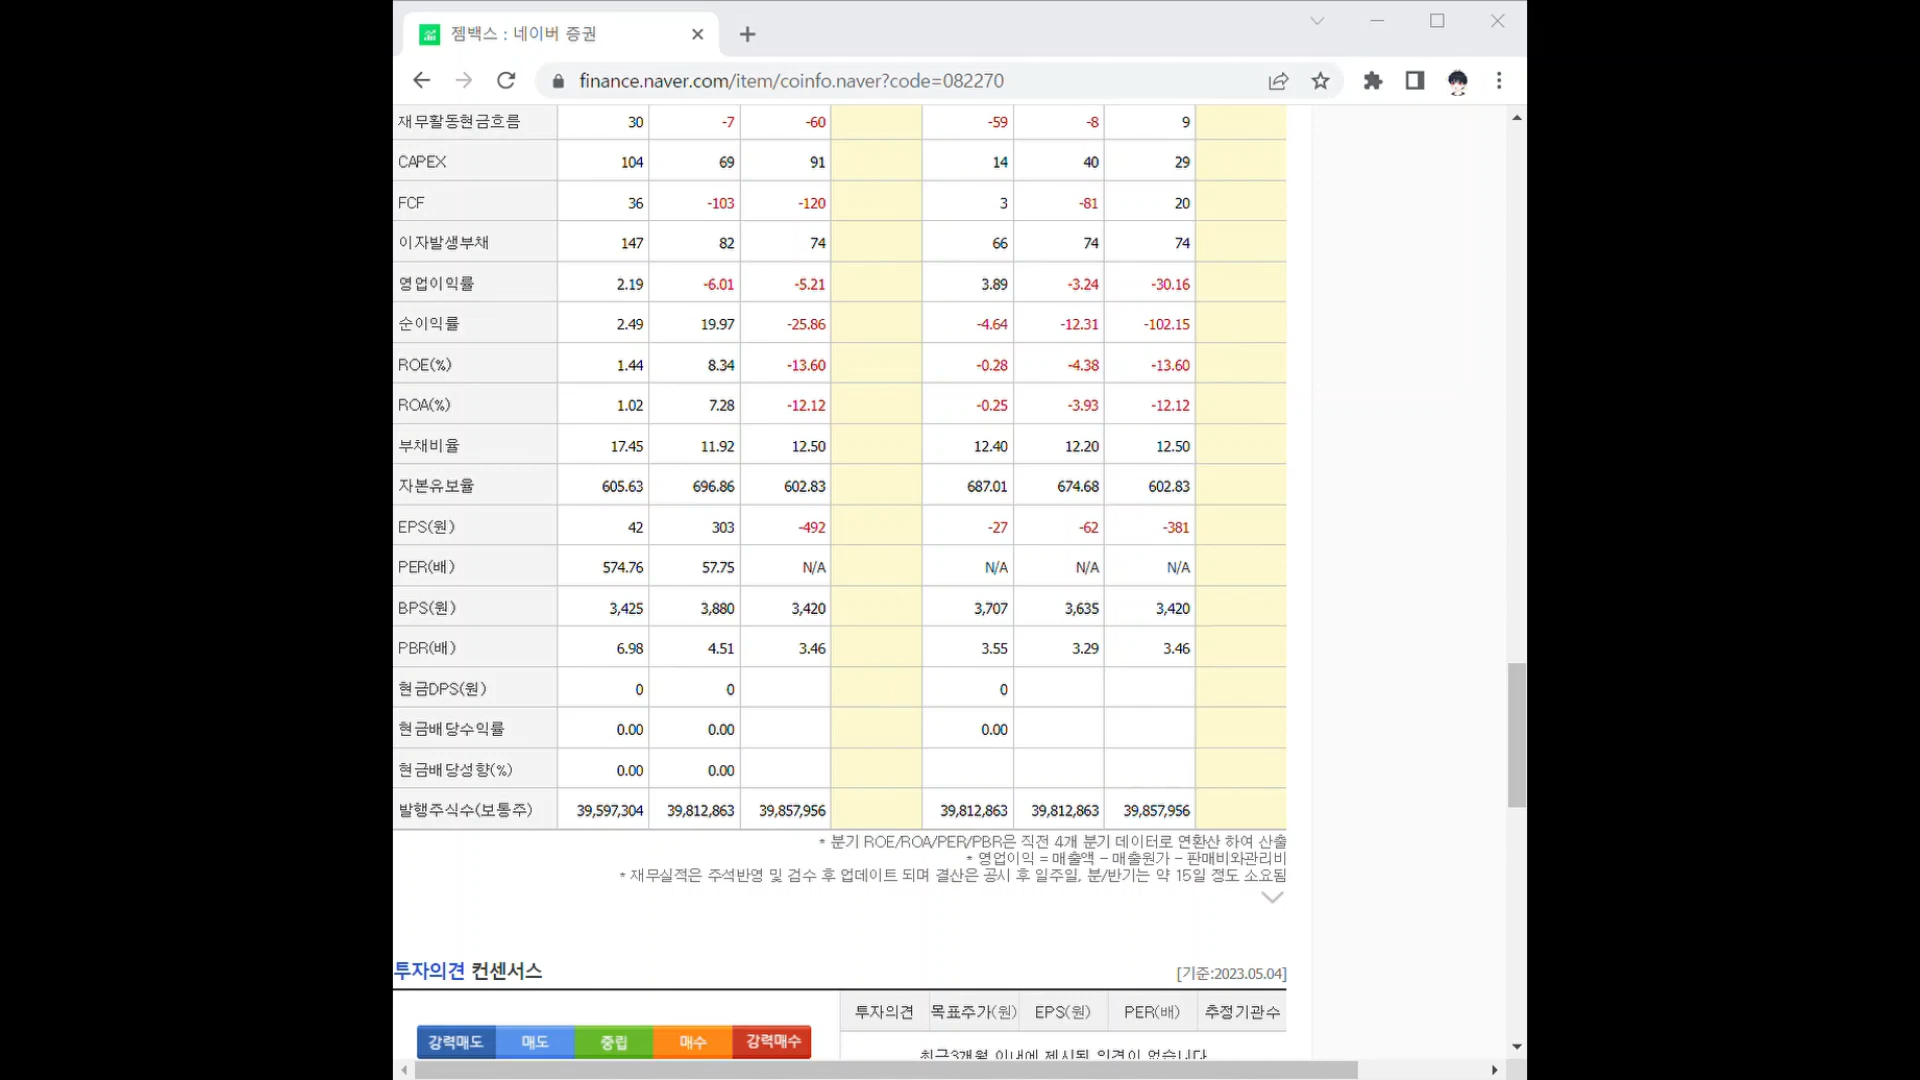 젬백스 : 네이버 증권
finance.naver.com/item/coinfo.naver?code=082270
재무활동현금흐름 30 -7 -60 -59 -8 9
CAPEX 104 69 91 14 40 29
FCF 36 -103 -120 3 -81 20
이자발생부채 147 82 74 66 74 74
영업이익률 2.19 -6.01 -5.21 3.89 -3.24 -30.16
순이익률 2.49 19.97 -25.86 -4.64 -12.31 -102.15
ROE(%) 1.44 8.34 -13.60 -0.28 -4.38 -13.60
ROA(%) 1.02 7.28 -12.12 -0.25 -3.93 -12.12
부채비율 17.45 11.92 12.50 12.40 12.20 12.50
자본유보율 605.63 696.86 602.83 687.01 674.68 602.83
EPS(원) 42 303 -492 -27 -62 -381
PER(배) 574.76 57.75 N/A N/A N/A N/A
BPS(원) 3,425 3,880 3,420 3,707 3,635 3,420
PBR(배) 6.98 4.51 3.46 3.55 3.29 3.46
현금DPS(원) 0 0 0
현금배당수익률 0.00 0.00 0.00
현금배당성향(%) 0.00 0.00
발행주식수(보통주) 39,597,304 39,812,863 39,857,956 39,812,863 39,812,863 39,857,956
* 분기 ROE/ROA/PER/PBR은 직전 4개 분기 데이터로 연환산 하여 산출
* 영업이익 = 매출액 - 매출원가 - 판매비와관리비
* 재무실적은 주석반영 및 검수 후 업데이트 되며 결산은 공시 후 일주일, 분/반기는 약 15일 정도 소요됨
투자의견 컨센서스 [기준:2023.05.04]
투자의견 목표주가(원) EPS(원) PER(배) 추정기관수
강력매도 매도 중립 매수 강력매수
최근3개월 이내에 제시된 의견이 없습니다